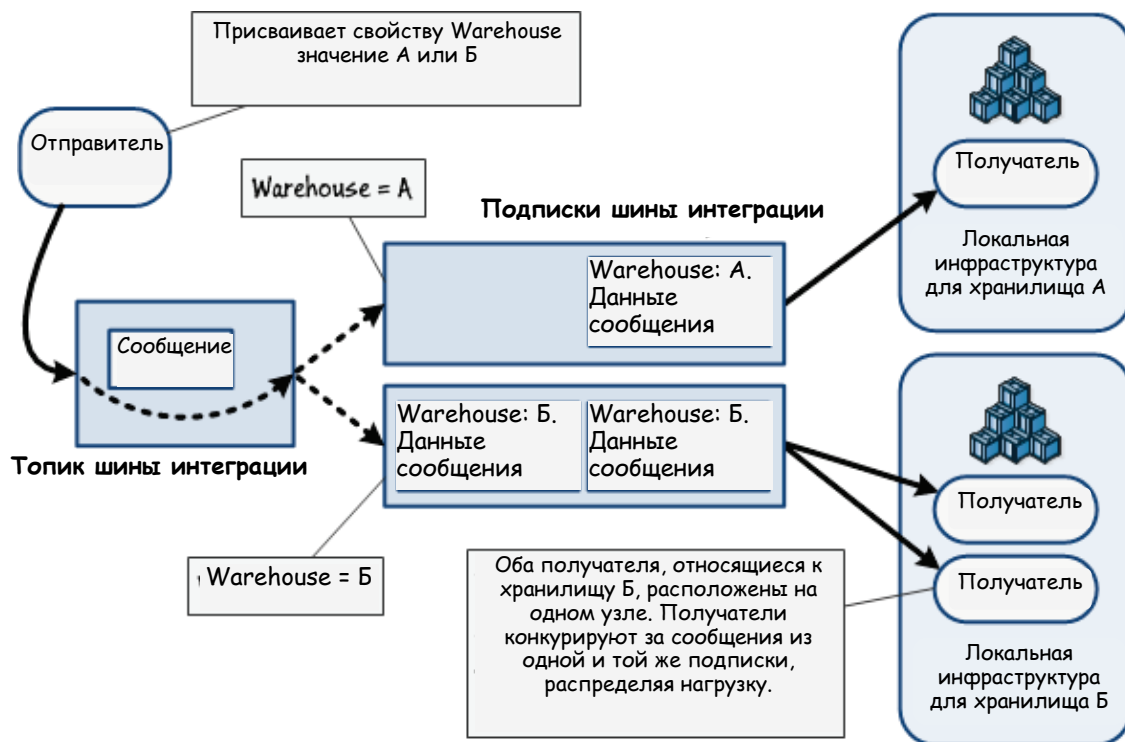 Присваивает свойству Warehouse
значение А или Б
Отправитель
Warehouse = А
Подписки шины интеграции
Получатель
Локальная
инфраструктура
для хранилища А
Warehouse: А.
Данные
сообщения
Сообщение
Топик шины интеграции
Warehouse: Б.
Данные
сообщения
Warehouse: Б.
Данные
сообщения
Warehouse = Б
Получатель
Получатель
Локальная
инфраструктура
для хранилища Б
Оба получателя, относящиеся к
хранилищу Б, расположены на
одном узле. Получатели
конкурируют за сообщения из
одной и той же подписки,
распределяя нагрузку.